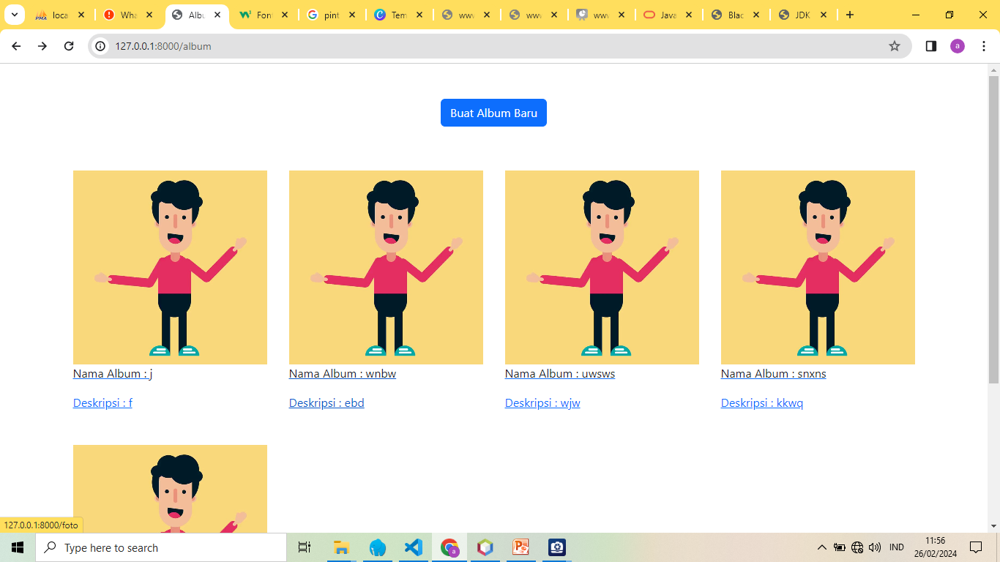 loca
Wha
Albu
Font
pint
Tem
www
www
www
Java
Blac
JDK
127.0.0.1:8000/album
a
Buat Album Baru
Nama Album : j
Nama Album : wnbw
Nama Album : uwsws
Nama Album : snxns
Deskripsi : f
Deskripsi : ebd
Deskripsi : wjw
Deskripsi : kkwq
127.0.0.1:8000/foto
Type here to search
a
IND
11:56
26/02/2024